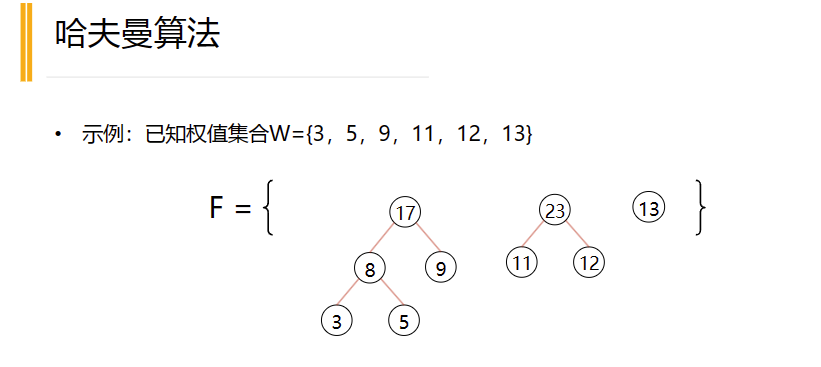 哈夫曼算法
• 示例：已知权值集合W={3，5，9，11，12，13}
F = {
17 23 13 }
8 9 11 12
3 5